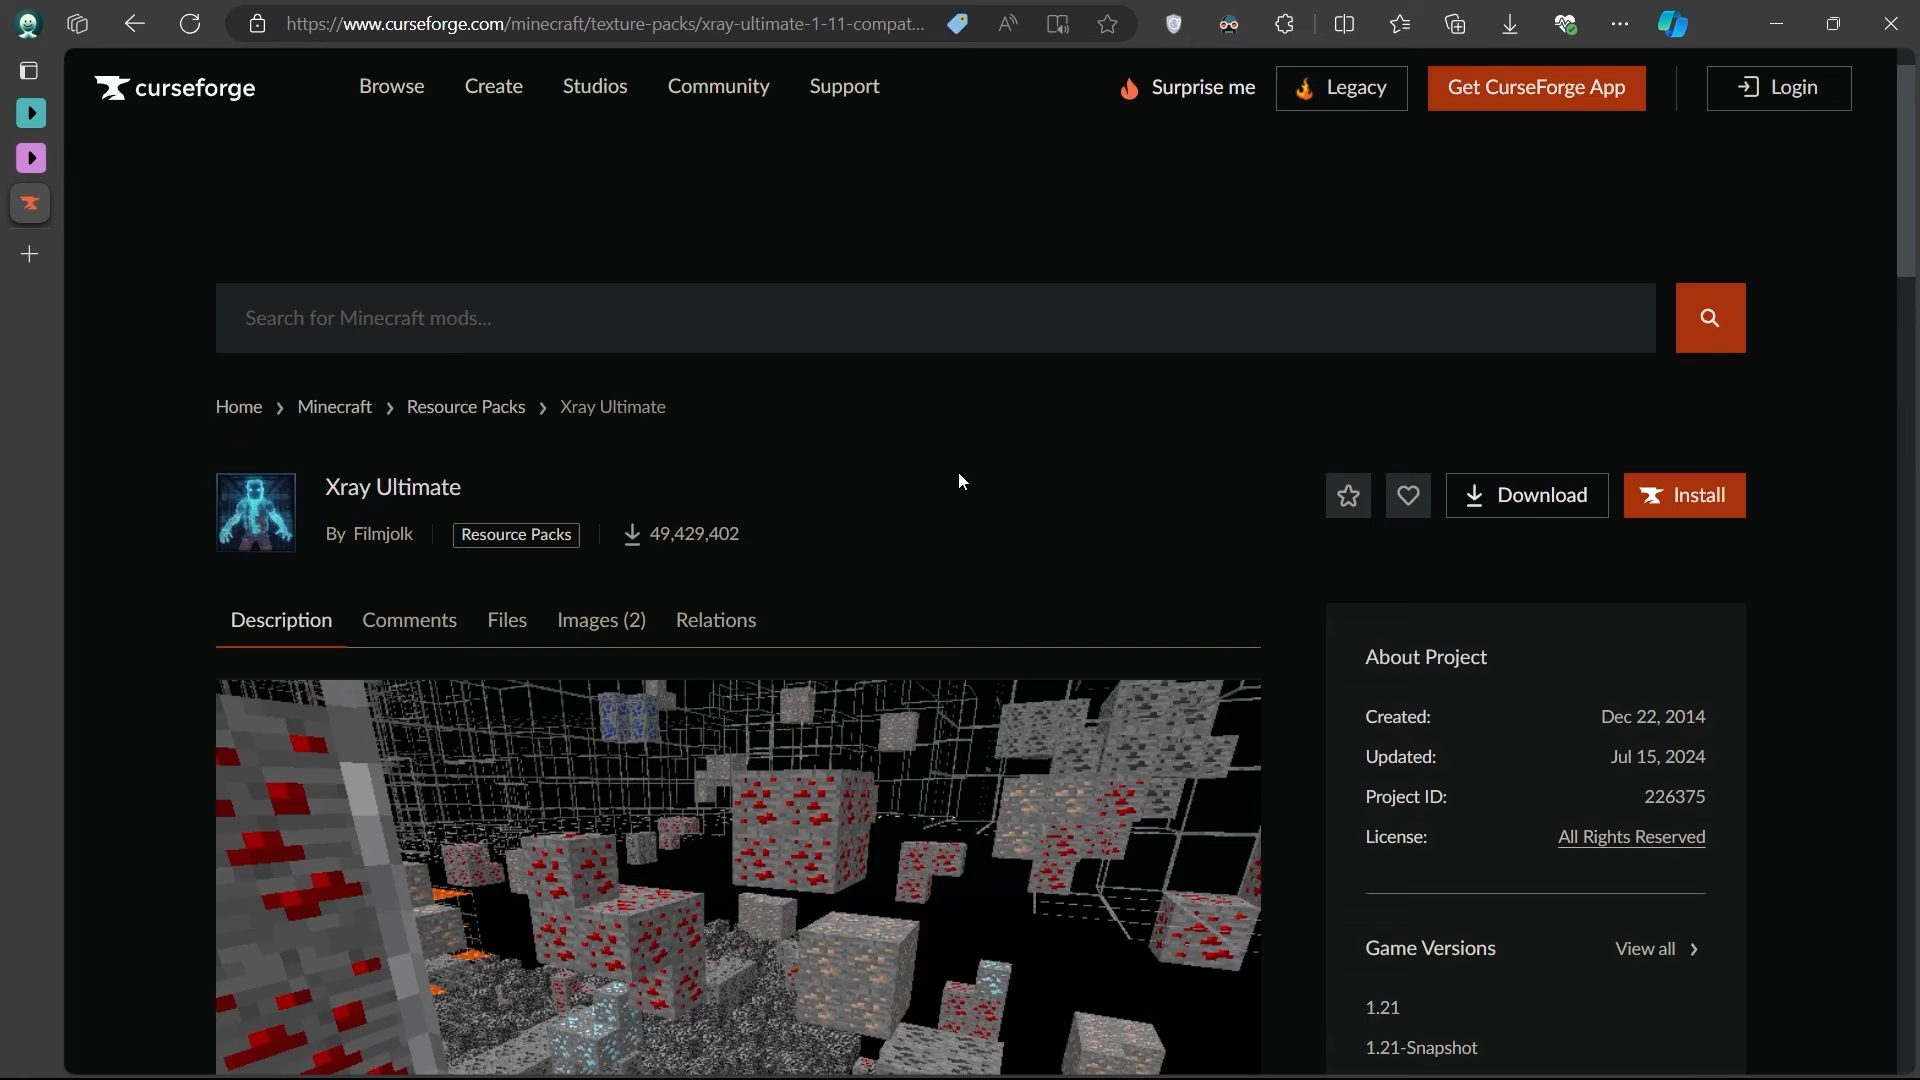 https://www.curseforge.com/minecraft/texture-packs/xray-ultimate-1-11-compat...
curseforge
Browse
Create
Studios
Community
Support
Surprise me
Legacy
Get CurseForge App
Login
Search for Minecraft mods...
Home > Minecraft > Resource Packs > Xray Ultimate
Xray Ultimate
By Filmjolk
Resource Packs
49,429,402
Download
Install
Description
Comments
Files
Images (2)
Relations
About Project
Created: Dec 22, 2014
Updated: Jul 15, 2024
Project ID: 226375
License: All Rights Reserved
Game Versions
View all >
1.21
1.21-Snapshot